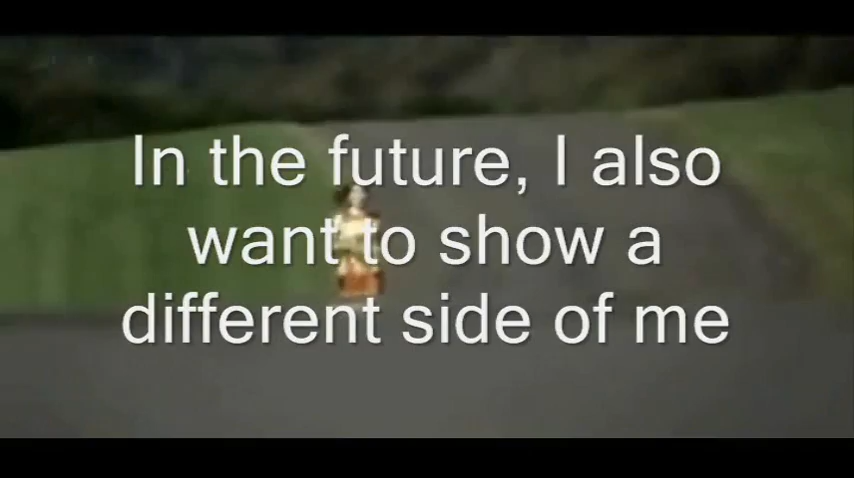 In the future, I also
want to show a
different side of me